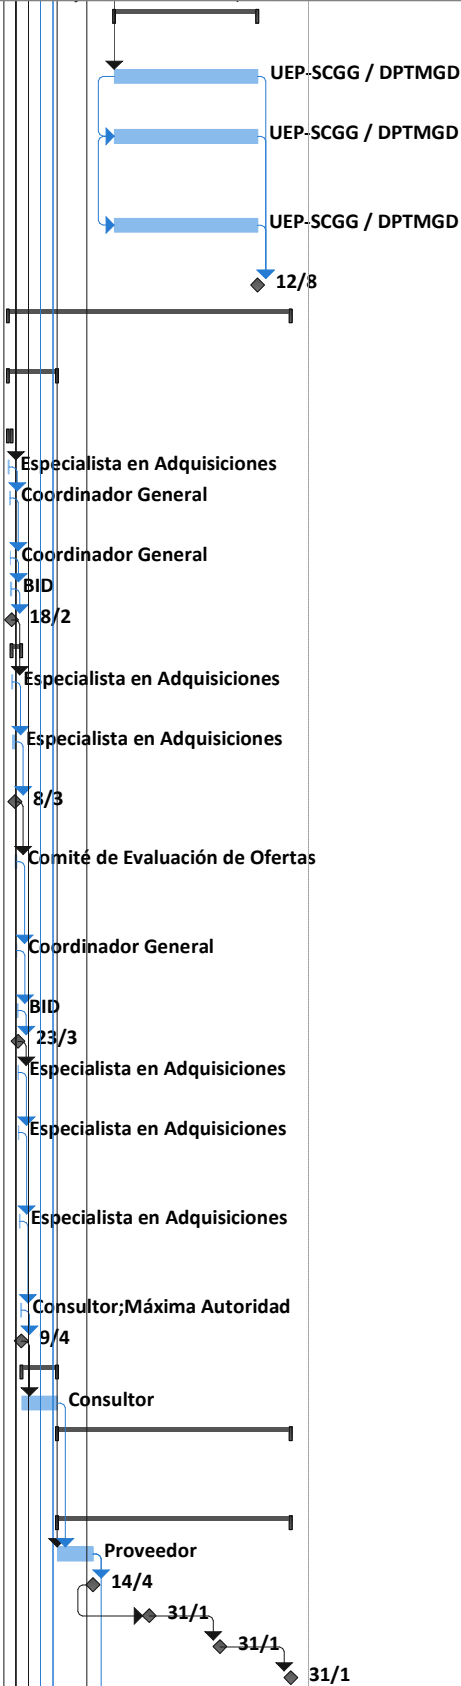 UEP-SCGG / DPTMGD
UEP-SCGG / DPTMGD
UEP-SCGG / DPTMGD
12/8
Especialista en Adquisiciones
Coordinador General
Coordinador General
BID
18/2
Especialista en Adquisiciones
Especialista en Adquisiciones
8/3
Comité de Evaluación de Ofertas
Coordinador General
BID
23/3
Especialista en Adquisiciones
Especialista en Adquisiciones
Especialista en Adquisiciones
Consultor;Máxima Autoridad
9/4
Consultor
Proveedor
14/4
31/1
31/1
31/1